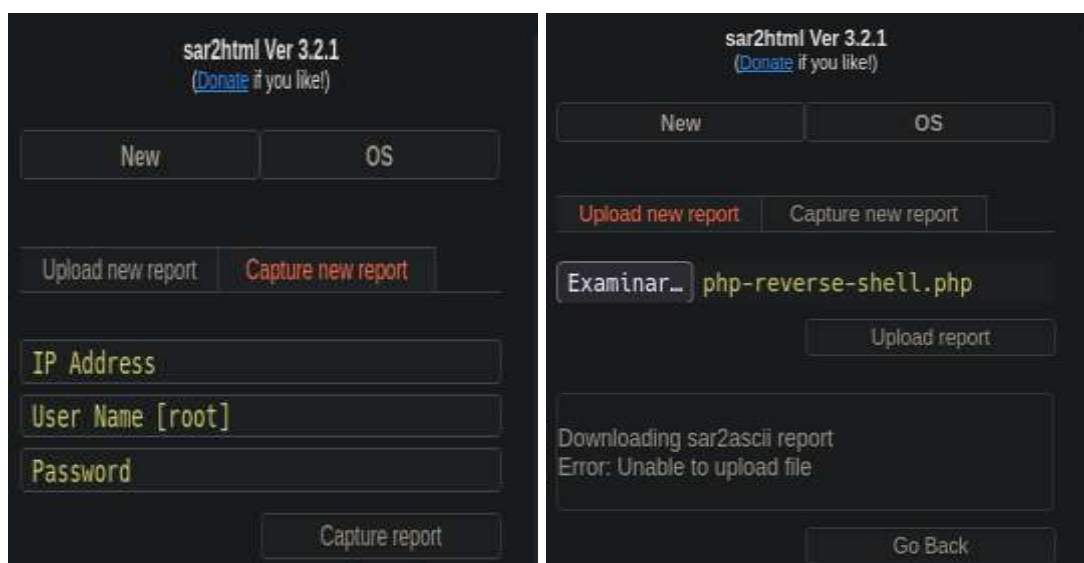 sar2html Ver 3.2.1
(Donate if you like!)
New
OS
Upload new report
Capture new report
IP Address
User Name [root]
Password
Capture report
sar2html Ver 3.2.1
(Donate if you like!)
New
OS
Upload new report
Capture new report
Examinar…
php-reverse-shell.php
Upload report
Downloading sar2ascii report
Error: Unable to upload file
Go Back